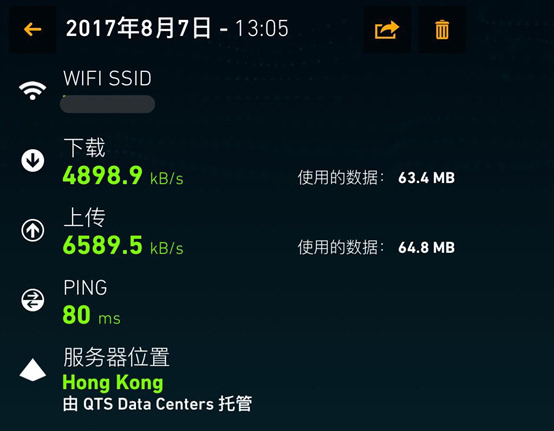 2017年8月7日 - 13:05
WIFI SSID
下载
4898.9 kB/s 使用的数据: 63.4 MB
上传
6589.5 kB/s 使用的数据: 64.8 MB
PING
80 ms
服务器位置
Hong Kong
由 QTS Data Centers 托管